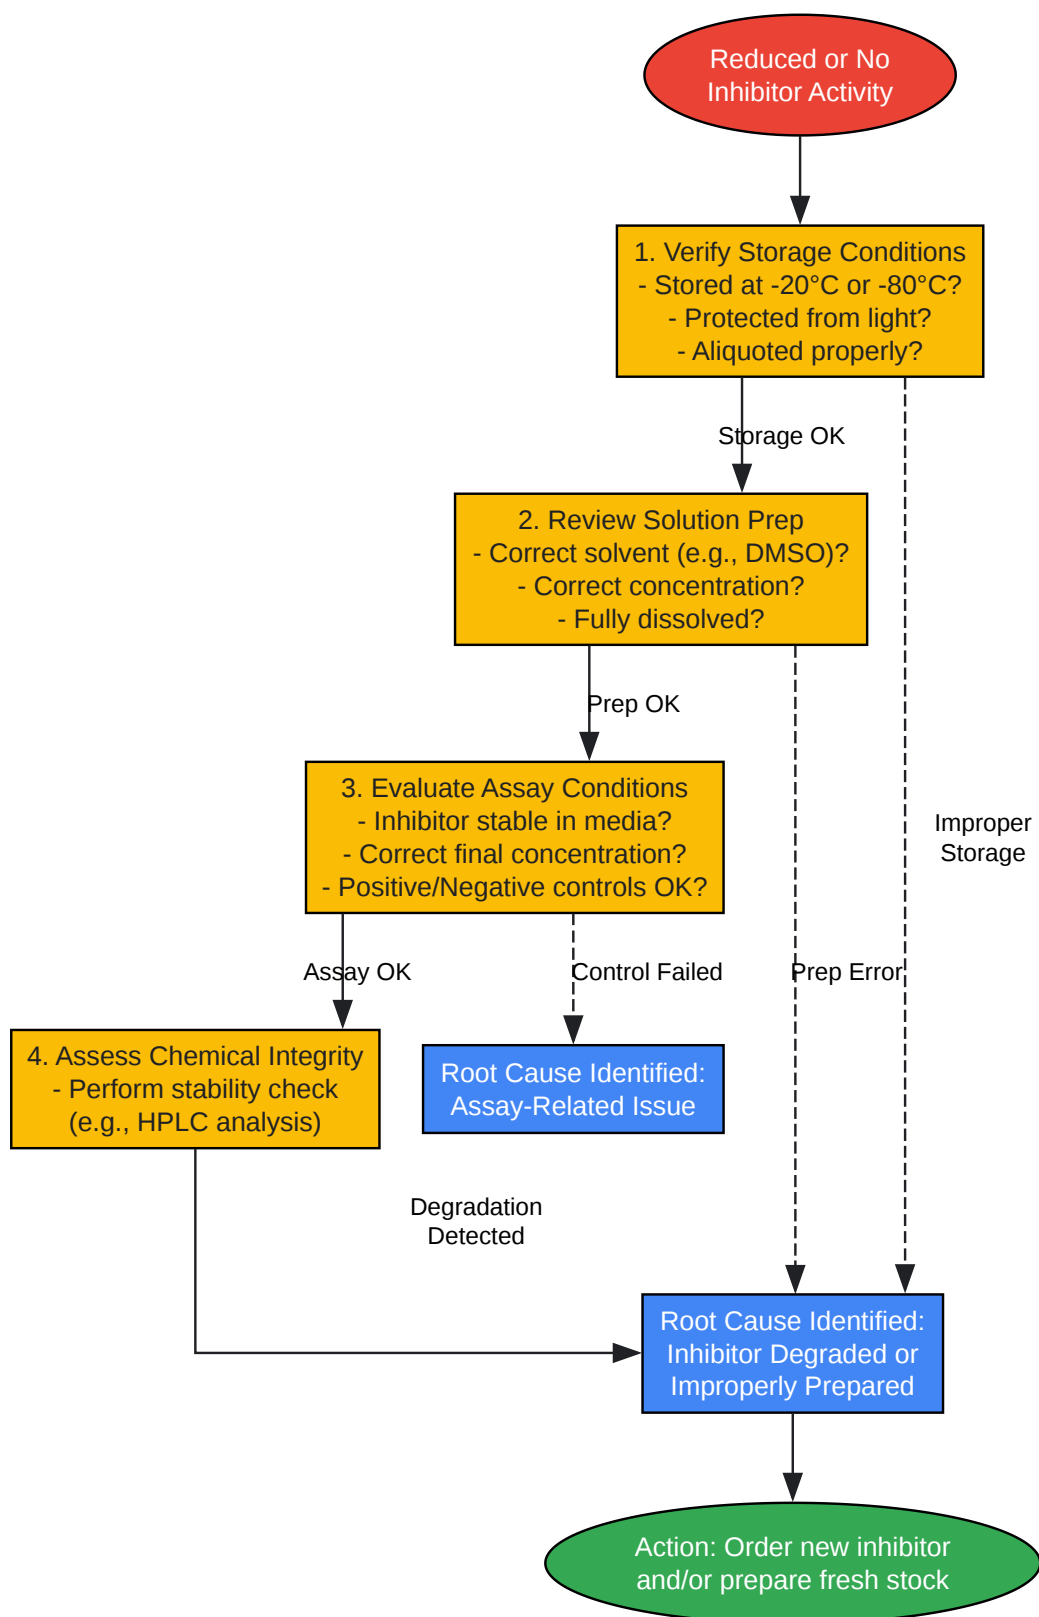 Reduced or No
Inhibitor Activity
1. Verify Storage Conditions
- Stored at -20°C or -80°C?
- Protected from light?
- Aliquoted properly?
Storage OK
2. Review Solution Prep
- Correct solvent (e.g., DMSO)?
- Correct concentration?
- Fully dissolved?
Prep OK
3. Evaluate Assay Conditions
- Inhibitor stable in media?
- Correct final concentration?
- Positive/Negative controls OK?
Improper
Storage
Assay OK
Control Failed
Prep Error
4. Assess Chemical Integrity
- Perform stability check
(e.g., HPLC analysis)
Root Cause Identified:
Assay-Related Issue
Degradation
Detected
Root Cause Identified:
Inhibitor Degraded or
Improperly Prepared
Action: Order new inhibitor
and/or prepare fresh stock